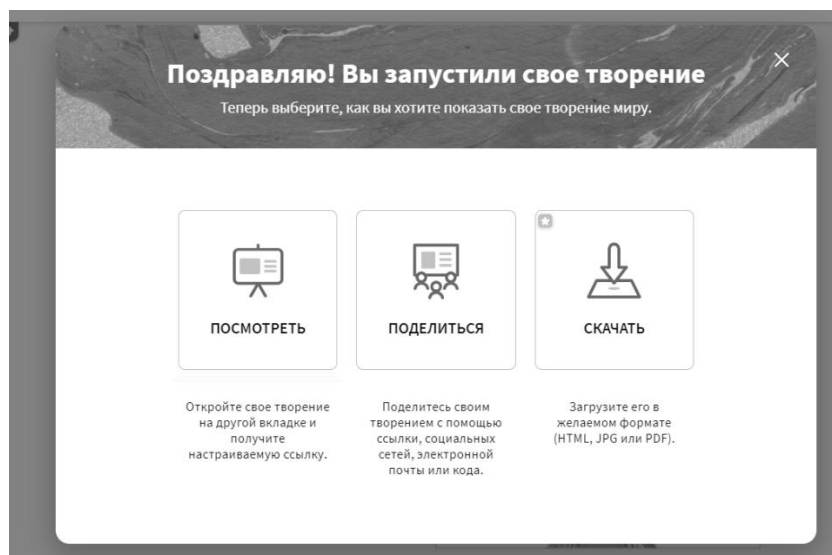 Поздравляю! Вы запустили свое творение
Теперь выберите, как вы хотите показать свое творение миру.
ПОСМОТРЕТЬ
Откройте свое творение
на другой вкладке и
получите
настраиваемую ссылку.
ПОДЕЛИТЬСЯ
Поделитесь своим
творением с помощью
ссылки, социальных
сетей, электронной
почты или кода.
СКАЧАТЬ
Загрузите его в
желаемом формате
(HTML, JPG или PDF).